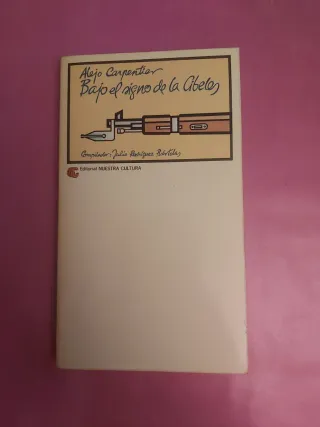 Alejo Carpentier
Bajo el signo de la Cibeles
Compilador: Julio Rodríguez Puértolas
Editorial NUESTRA CULTURA